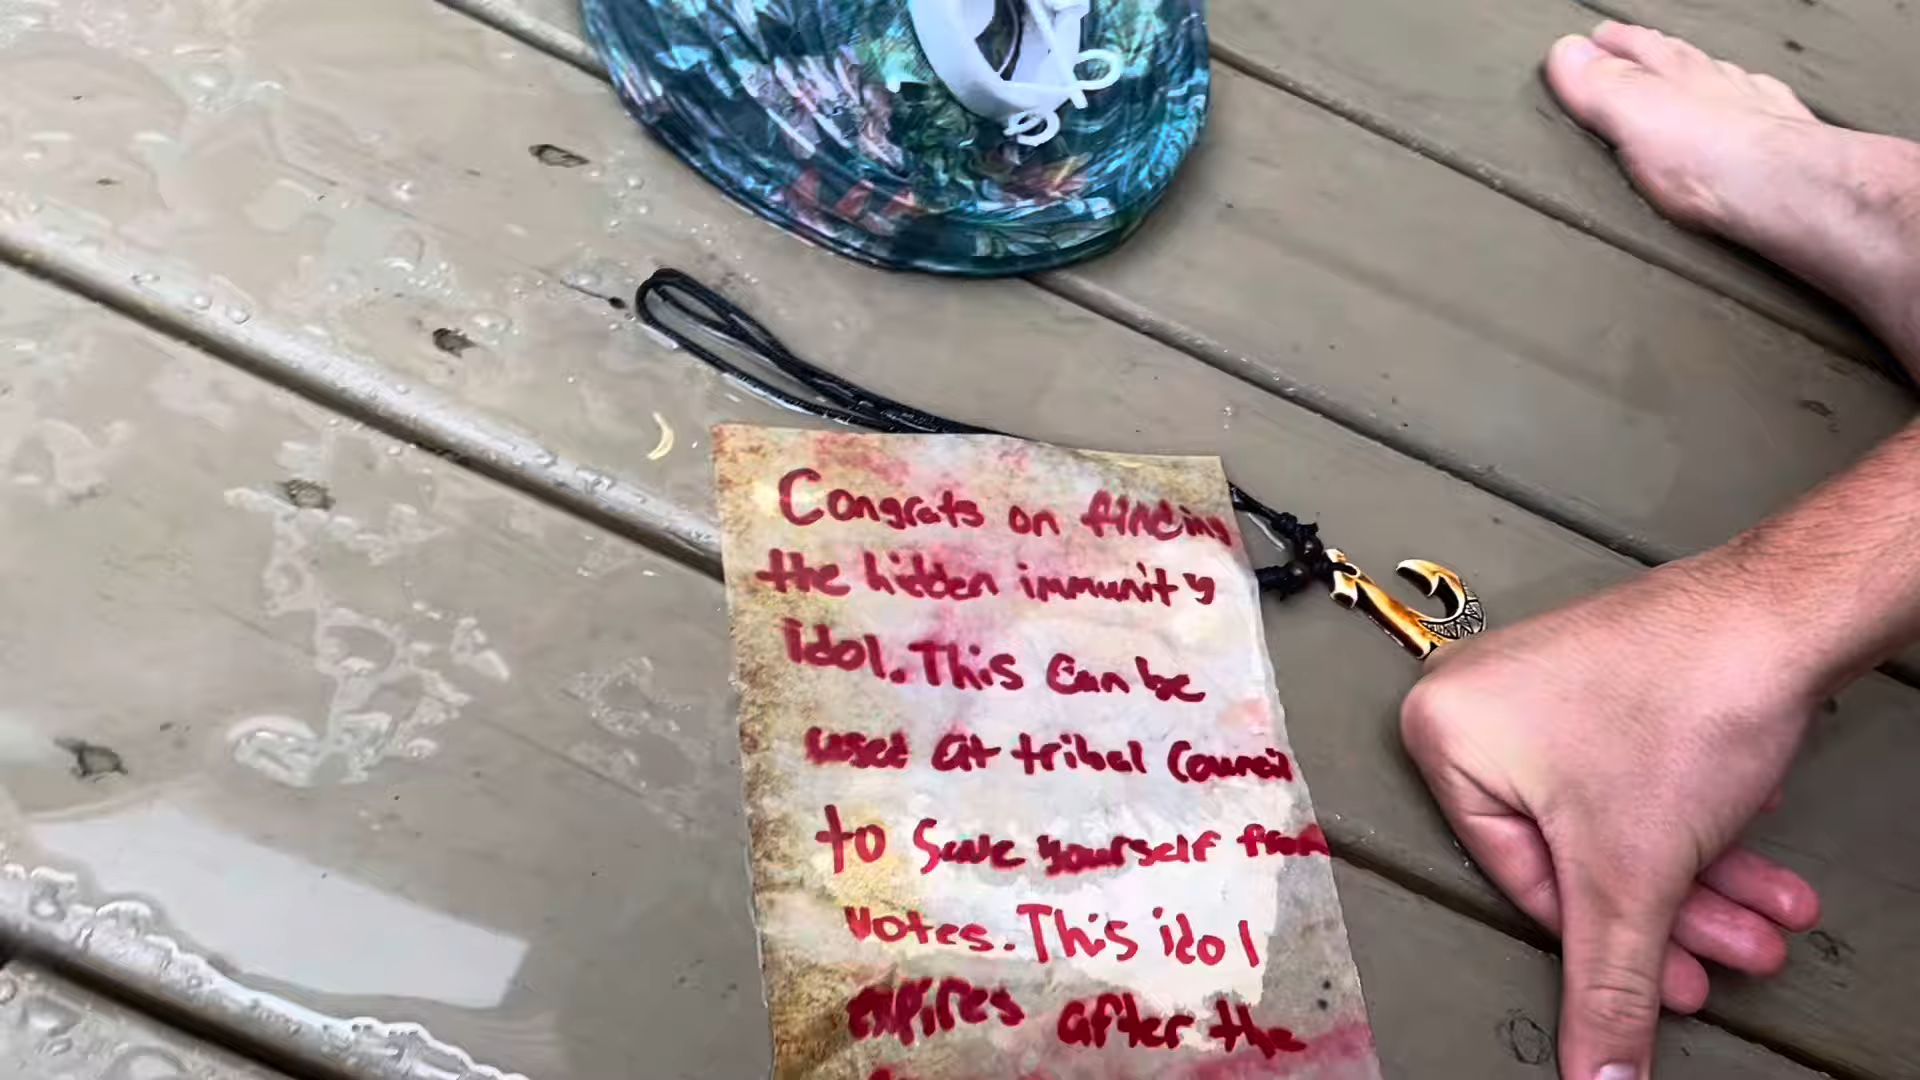 Congrats on finding
the hidden immunity
idol. This can be
used at tribal council
to save yourself from
votes. This idol
expires after the